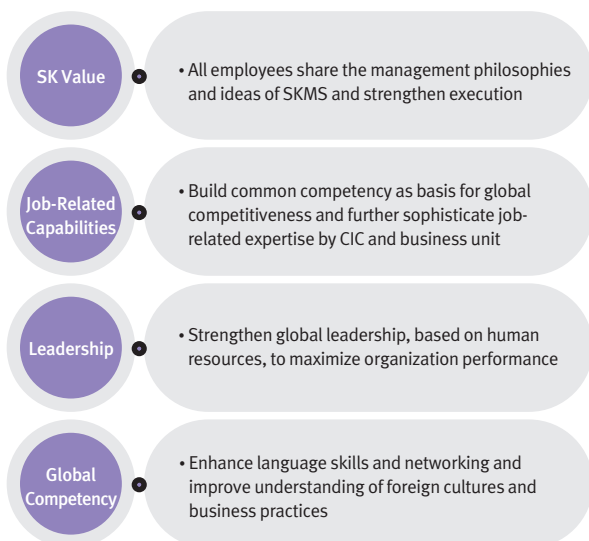 SK Value
• All employees share the management philosophies
and ideas of SKMS and strengthen execution
Job-Related
Capabilities
• Build common competency as basis for global
competitiveness and further sophisticate job-
related expertise by CIC and business unit
Leadership
• Strengthen global leadership, based on human
resources, to maximize organization performance
Global
Competency
• Enhance language skills and networking and
improve understanding of foreign cultures and
business practices